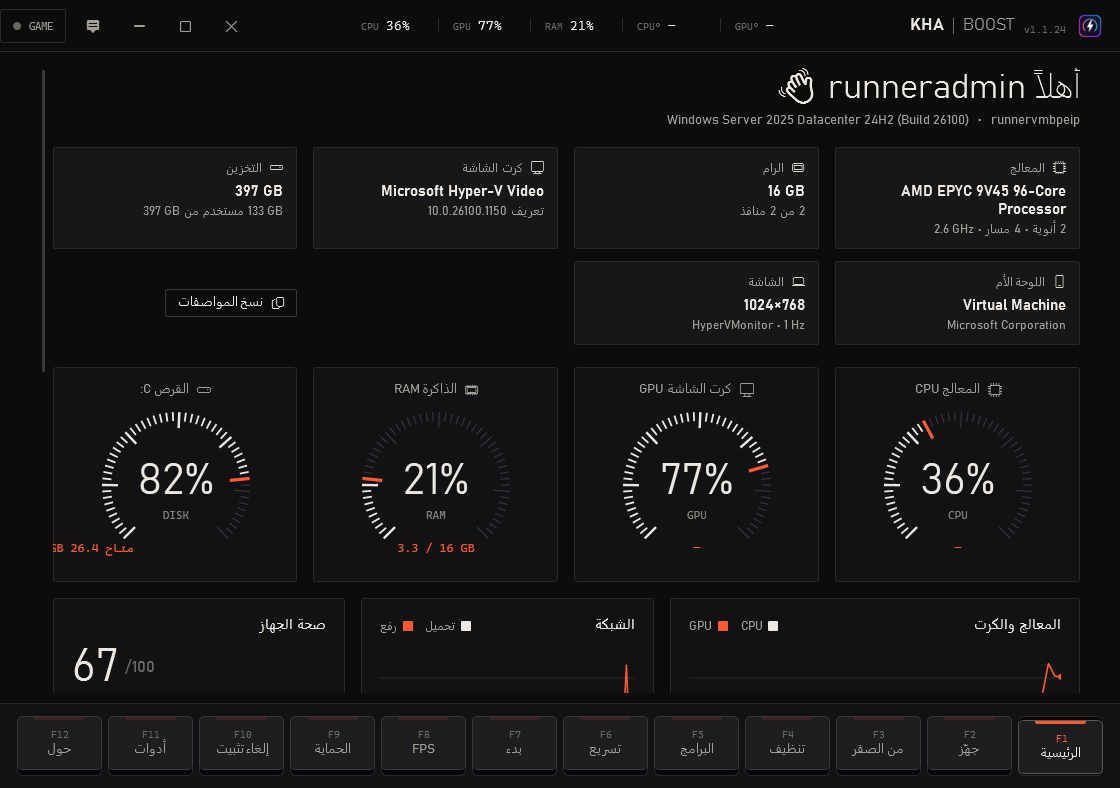 GAME
CPU 36%
GPU 77%
RAM 21%
CPU° —
GPU° —
KHA | BOOST v1.1.24
أهلاً runneradmin
Windows Server 2025 Datacenter 24H2 (Build 26100) • runnervmbpeip
المعالج
AMD EPYC 9V45 96-Core
Processor
2 أنوية • 4 مسار • 2.6 GHz
الرام
16 GB
2 من 2 منافذ
كرت الشاشة
Microsoft Hyper-V Video
تعريف 10.0.26100.1150
التخزين
397 GB
133 GB مستخدم من 397 GB
اللوحة الأم
Virtual Machine
Microsoft Corporation
الشاشة
1024×768
HyperVMonitor • 1 Hz
نسخ المواصفات
المعالج CPU
36%
CPU
—
كرت الشاشة GPU
77%
GPU
—
الذاكرة RAM
21%
RAM
3.3 / 16 GB
القرص C:
82%
DISK
متاح 26.4 GB
المعالج والكرت
CPU
GPU
الشبكة
تحميل
رفع
صحة الجهاز
67 /100
F1
الرئيسية
F2
جهّز
F3
من الصفر
F4
تنظيف
F5
البرامج
F6
تسريع
F7
بدء
F8
FPS
F9
الحماية
F10
إلغاء تثبيت
F11
أدوات
F12
حول